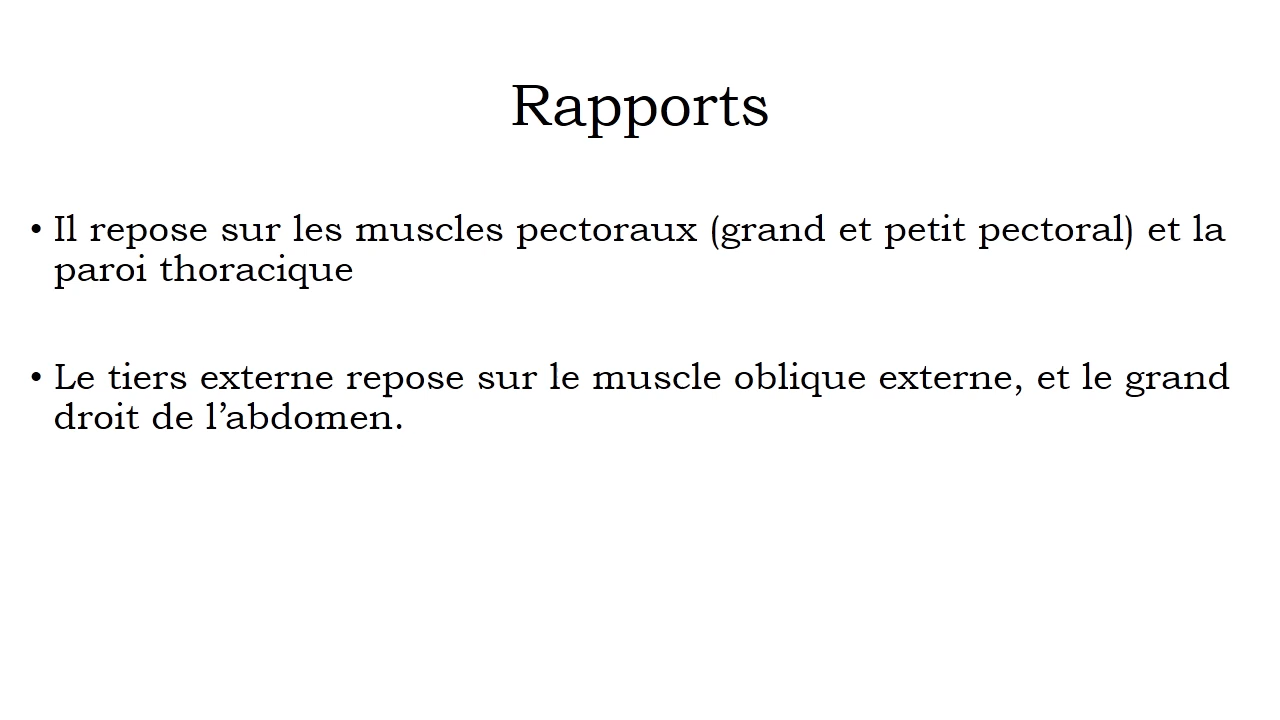 Rapports
• Il repose sur les muscles pectoraux (grand et petit pectoral) et la
paroi thoracique
• Le tiers externe repose sur le muscle oblique externe, et le grand
droit de l’abdomen.